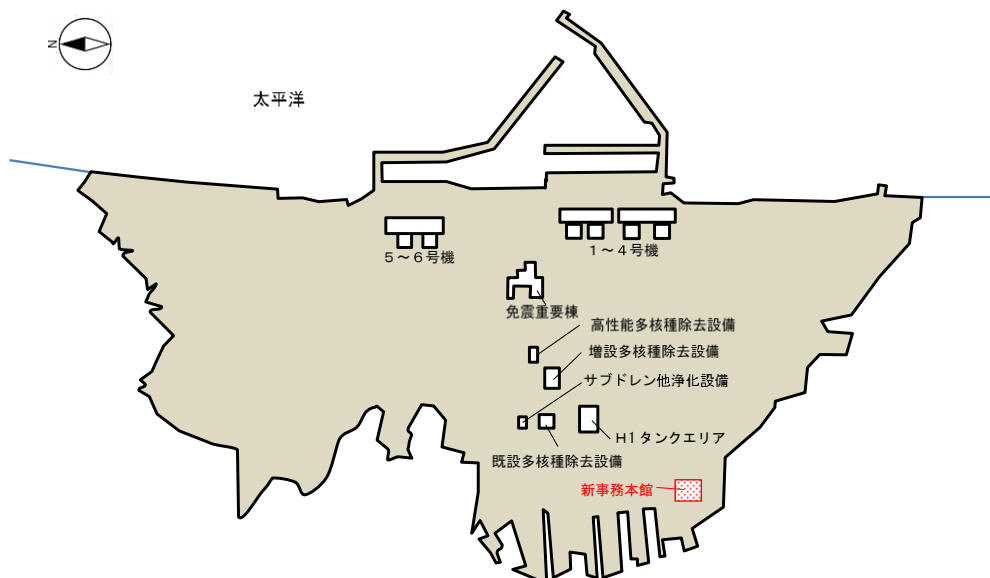 N
太平洋
5～6号機
1～4号機
免震重要棟
高性能多核種除去設備
増設多核種除去設備
サブドレン他浄化設備
H1タンクエリア
既設多核種除去設備
新事務本館